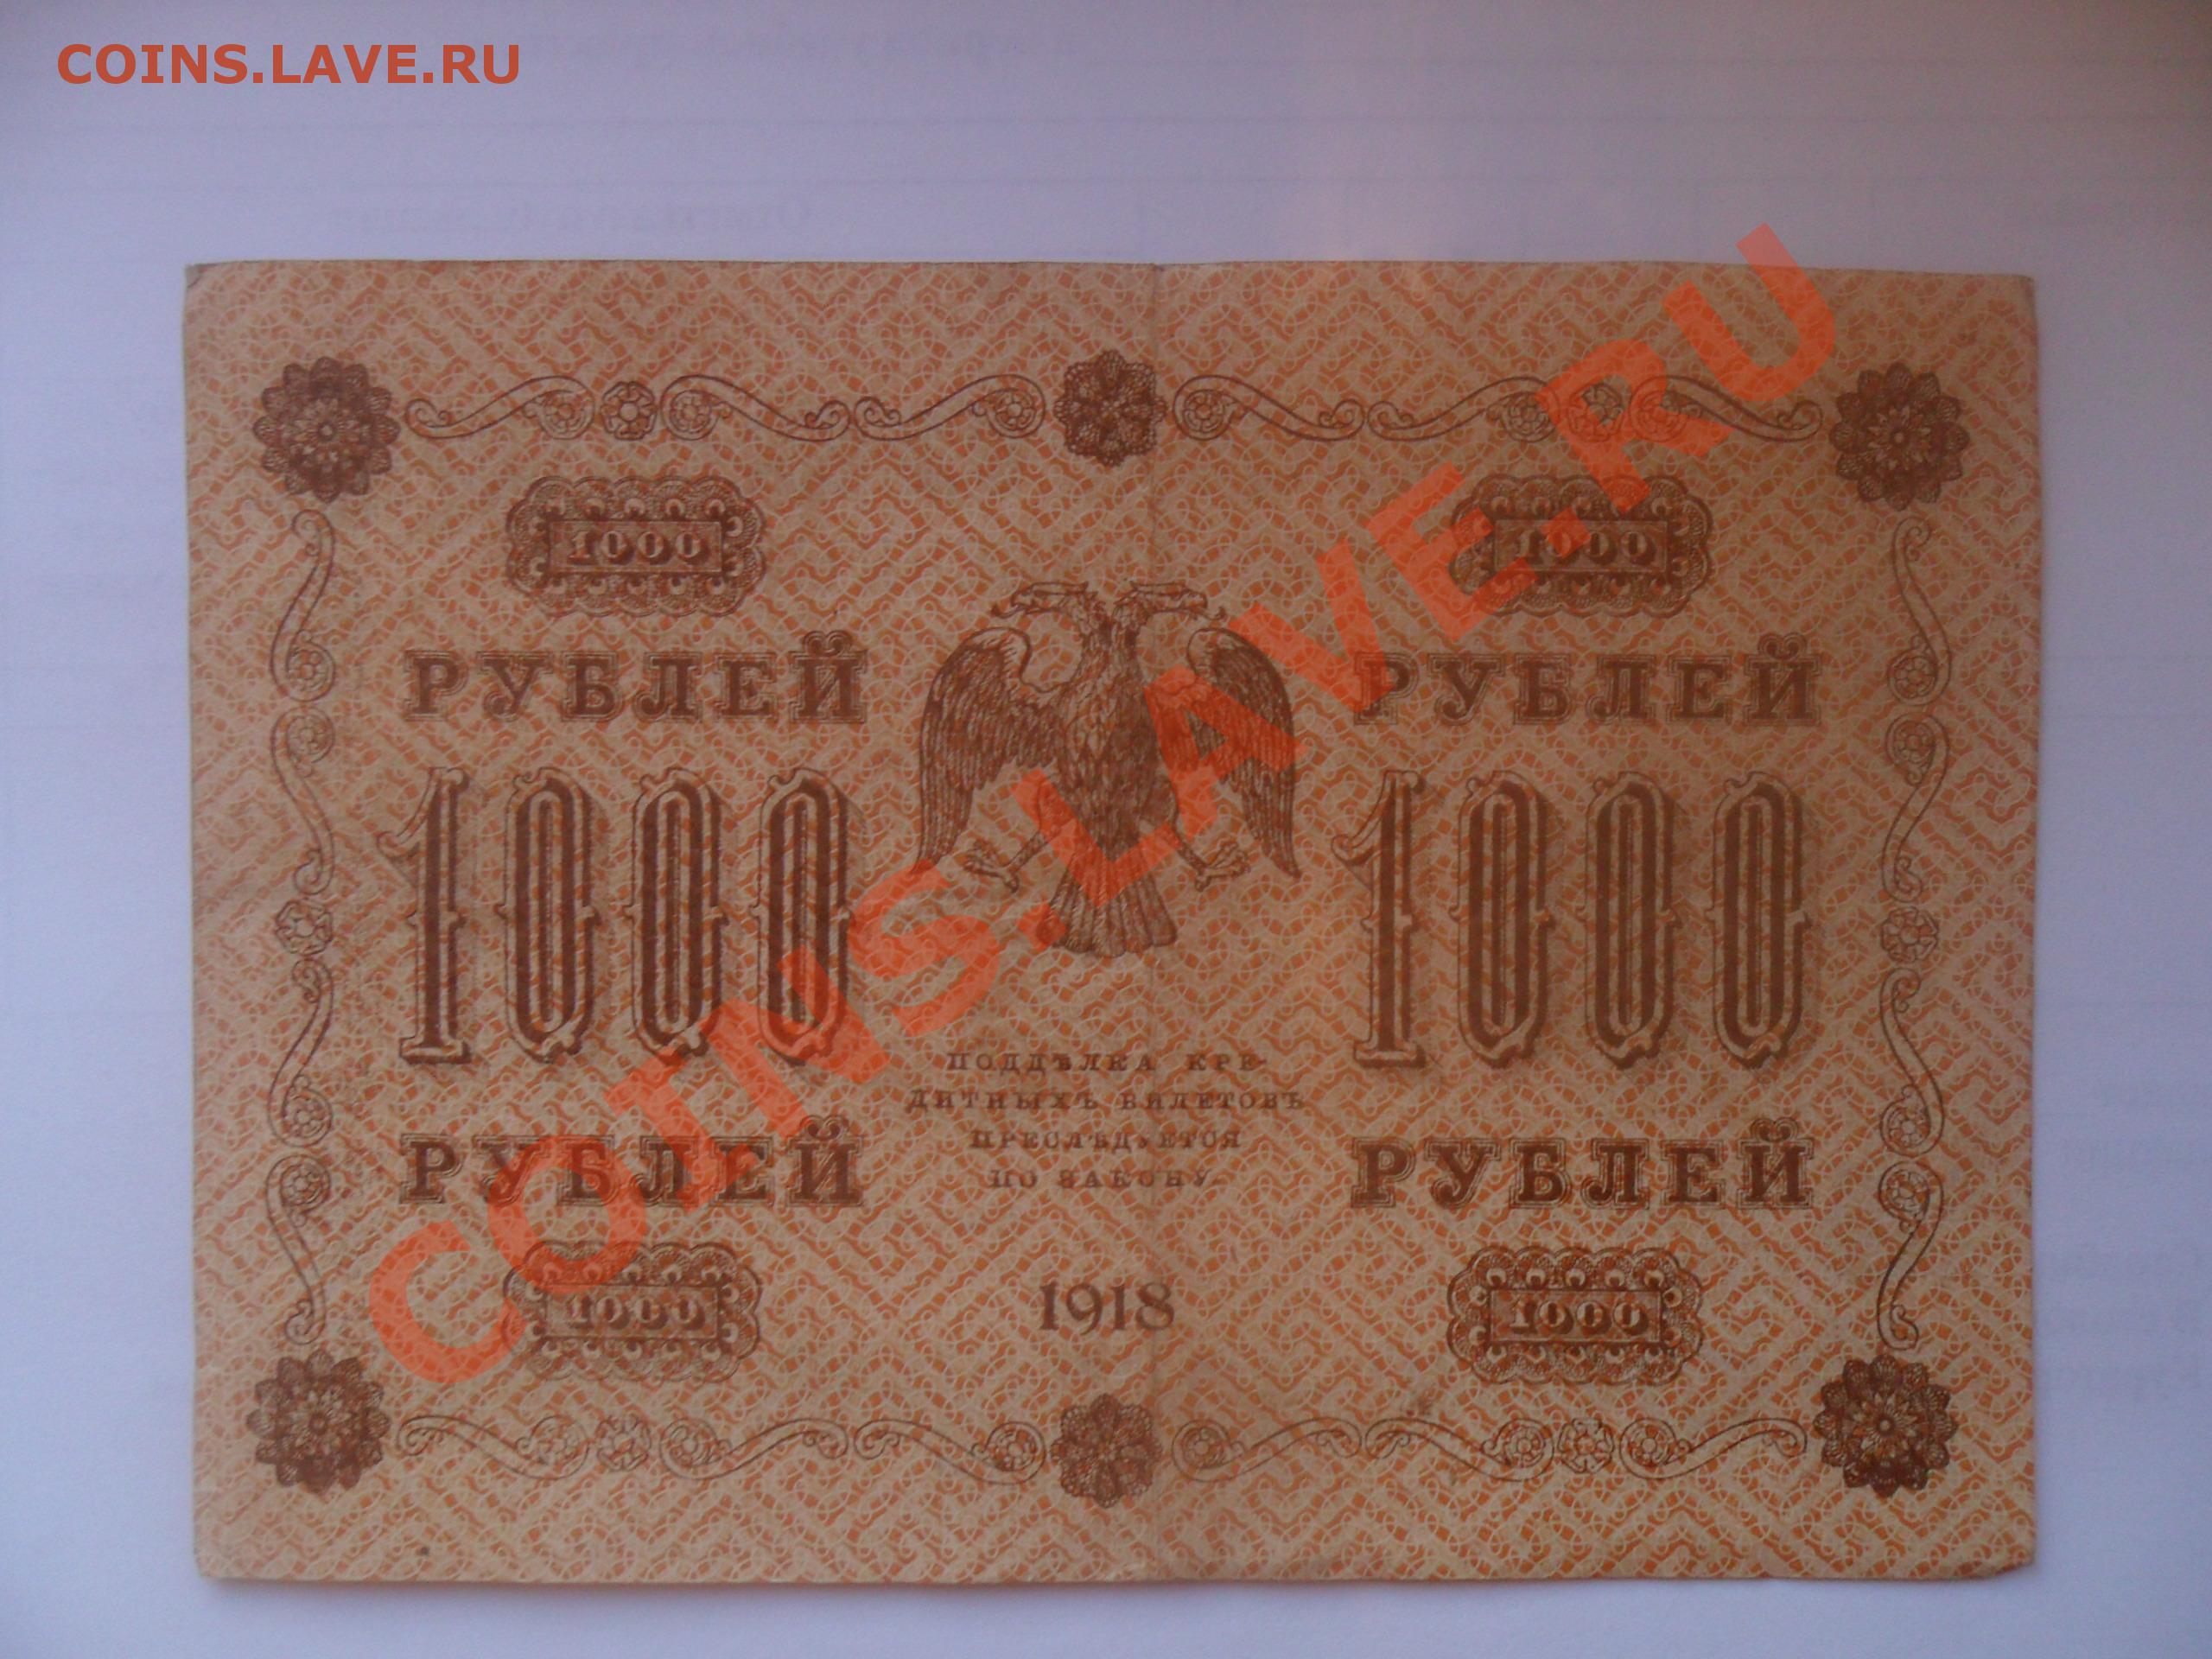 COINS.LAVE.RU
1000 1000
РУБЛЕЙ РУБЛЕЙ
1000 1000
ПОДДѢЛКА КРЕ-
ДИТНЫХЪ БИЛЕТОВЪ
ПРЕСЛѢДУЕТСЯ
ПО ЗАКОНУ.
РУБЛЕЙ РУБЛЕЙ
1000 1918 1000
COINS.LAVE.RU